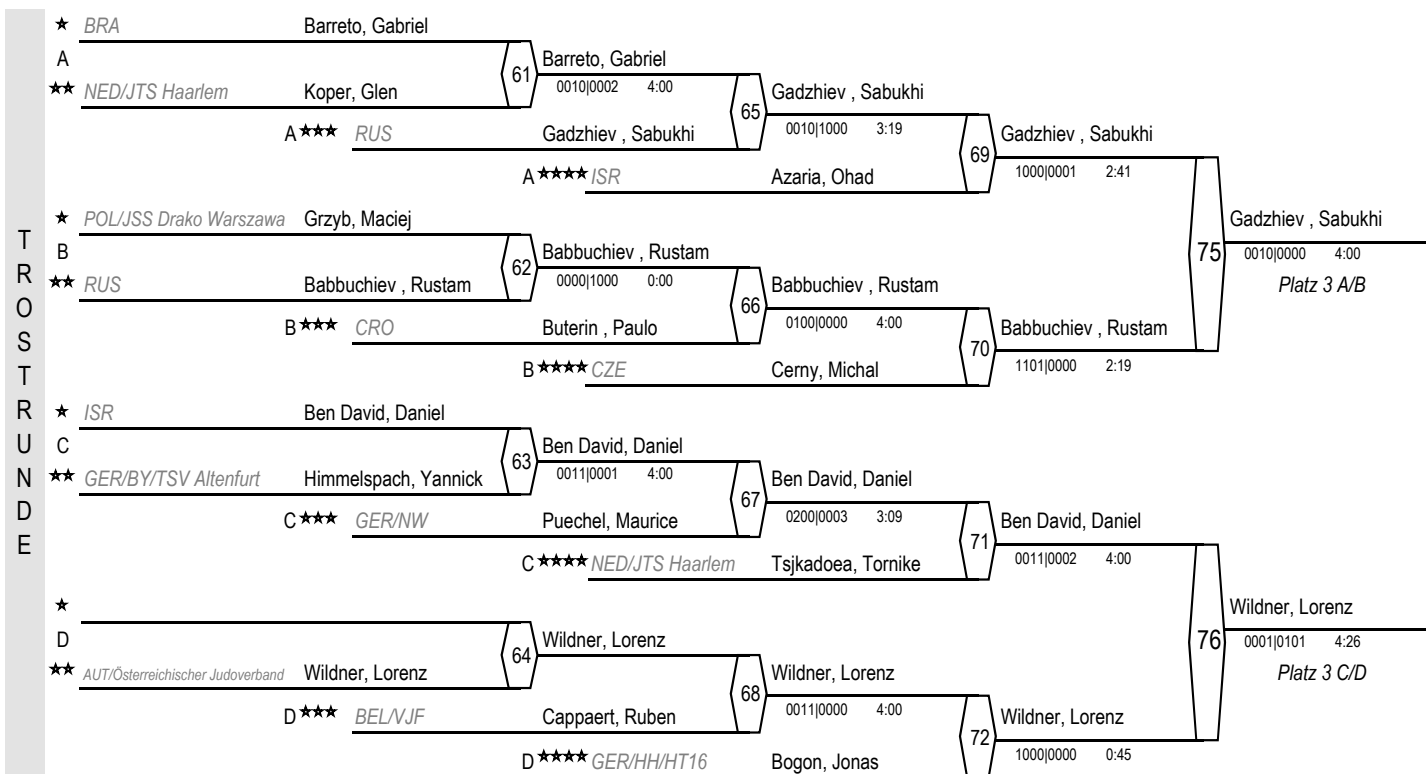 TROSTRUNDE
★ BRA Barreto, Gabriel
A
★★ NED/JTS Haarlem Koper, Glen
61
Barreto, Gabriel
0010|0002 4:00
A★★★ RUS Gadzhiev , Sabukhi
65
Gadzhiev , Sabukhi
0010|1000 3:19
A★★★★ ISR Azaria, Ohad
69
Gadzhiev , Sabukhi
1000|0001 2:41
★ POL/JSS Drako Warszawa Grzyb, Maciej
B
★★ RUS Babbuchiev , Rustam
62
Babbuchiev , Rustam
0000|1000 0:00
B★★★ CRO Buterin , Paulo
66
Babbuchiev , Rustam
0100|0000 4:00
B★★★★ CZE Cerny, Michal
70
Babbuchiev , Rustam
1101|0000 2:19
75
Gadzhiev , Sabukhi
0010|0000 4:00
Platz 3 A/B
★ ISR Ben David, Daniel
C
★★ GER/BY/TSV Altenfurt Himmelspach, Yannick
63
Ben David, Daniel
0011|0001 4:00
C★★★ GER/NW Puechel, Maurice
67
Ben David, Daniel
0200|0003 3:09
C★★★★ NED/JTS Haarlem Tsjkadoea, Tornike
71
Ben David, Daniel
0011|0002 4:00
★
D
★★ AUT/Österreichischer Judoverband Wildner, Lorenz
64
Wildner, Lorenz
D★★★ BEL/VJF Cappaert, Ruben
68
Wildner, Lorenz
0011|0000 4:00
D★★★★ GER/HH/HT16 Bogon, Jonas
72
Wildner, Lorenz
1000|0000 0:45
76
Wildner, Lorenz
0001|0101 4:26
Platz 3 C/D